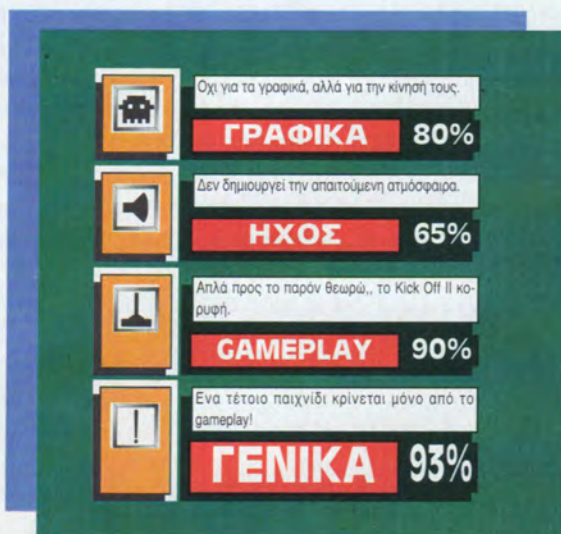 Οχι για τα γραφικά, αλλά για την κίνησή τους.
ΓΡΑΦΙΚΑ 80%
Δεν δημιουργεί την απαιτούμενη ατμόσφαιρα.
ΗΧΟΣ 65%
Απλά προς το παρόν θεωρώ,, το Kick Off II κο-
ρυφή.
GAMEPLAY 90%
Ενα τέτοιο παιχνίδι κρίνεται μόνο από το
gameplay!
ΓΕΝΙΚΑ 93%